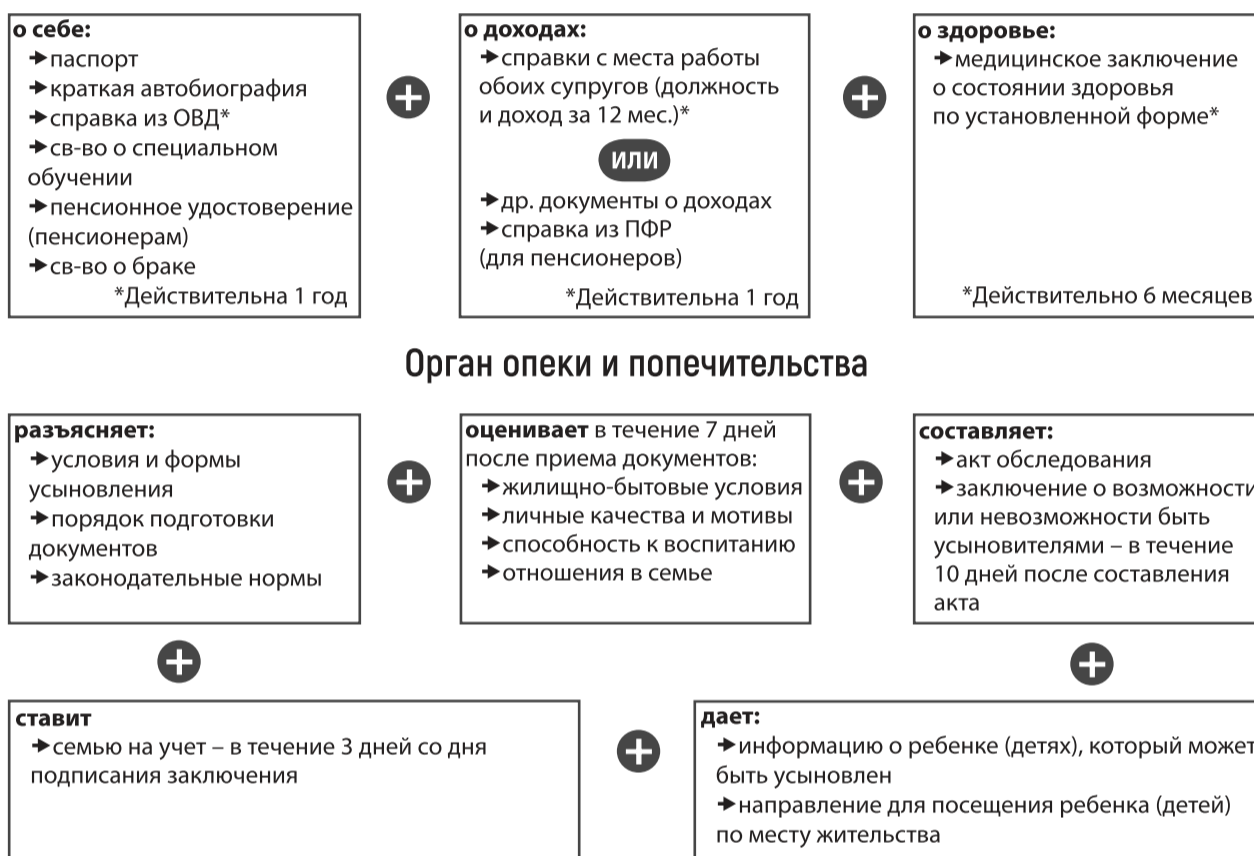 о себе:
➔паспорт
➔краткая автобиография
➔справка из ОВД*
➔св-во о специальном
обучении
➔пенсионное удостоверение
(пенсионерам)
➔св-во о браке
*Действительна 1 год
+
о доходах:
➔справки с места работы
обоих супругов (должность
и доход за 12 мес.)*
или
➔др. документы о доходах
➔справка из ПФР
(для пенсионеров)
*Действительна 1 год
+
о здоровье:
➔медицинское заключение
о состоянии здоровья
по установленной форме*
*Действительно 6 месяцев
Орган опеки и попечительства
разъясняет:
➔условия и формы
усыновления
➔порядок подготовки
документов
➔законодательные нормы
+
оценивает в течение 7 дней
после приема документов:
➔жилищно-бытовые условия
➔личные качества и мотивы
➔способность к воспитанию
➔отношения в семье
+
составляет:
➔акт обследования
➔заключение о возможности
или невозможности быть
усыновителями – в течение
10 дней после составления
акта
+
+
ставит
➔семью на учет – в течение 3 дней со дня
подписания заключения
+
дает:
➔информацию о ребенке (детях), который может
быть усыновлен
➔направление для посещения ребенка (детей)
по месту жительства